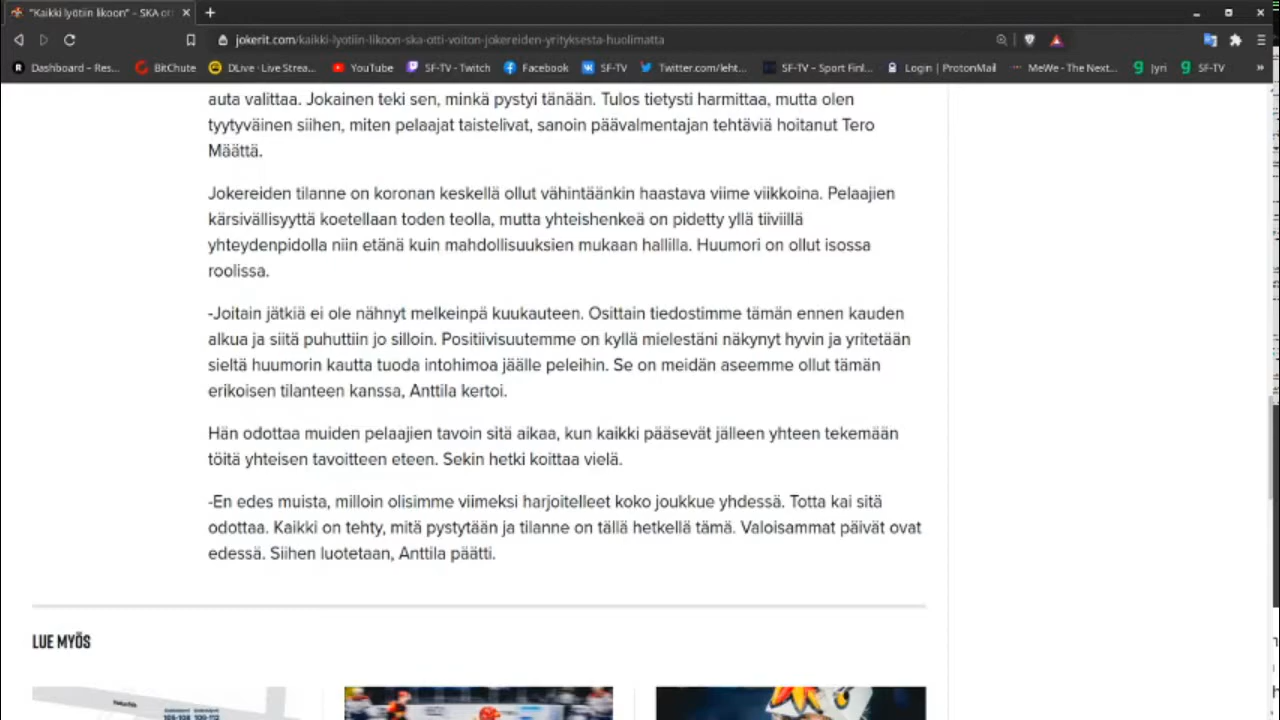 "Kaikki lyötiin likoon" – SKA ot
jokerit.com/kaikki-lyotiin-likoon-ska-otti-voiton-jokereiden-yrityksesta-huolimatta
Dashboard – Res... BitChute DLive · Live Strea... YouTube SF-TV - Twitch Facebook SF-TV Twitter.com/leht... SF-TV – Sport Finl... Login | ProtonMail MeWe - The Next... Jyri SF-TV »
auta valittaa. Jokainen teki sen, minkä pystyi tänään. Tulos tietysti harmittaa, mutta olen
tyytyväinen siihen, miten pelaajat taistelivat, sanoin päävalmentajan tehtäviä hoitanut Tero
Määttä.
Jokereiden tilanne on koronan keskellä ollut vähintäänkin haastava viime viikkoina. Pelaajien
kärsivällisyyttä koetellaan toden teolla, mutta yhteishenkeä on pidetty yllä tiiviillä
yhteydenpidolla niin etänä kuin mahdollisuuksien mukaan hallilla. Huumori on ollut isossa
roolissa.
-Joitain jätkiä ei ole nähnyt melkeinpä kuukauteen. Osittain tiedostimme tämän ennen kauden
alkua ja siitä puhuttiin jo silloin. Positiivisuutemme on kyllä mielestäni näkynyt hyvin ja yritetään
sieltä huumorin kautta tuoda intohimoa jäälle peleihin. Se on meidän aseemme ollut tämän
erikoisen tilanteen kanssa, Anttila kertoi.
Hän odottaa muiden pelaajien tavoin sitä aikaa, kun kaikki pääsevät jälleen yhteen tekemään
töitä yhteisen tavoitteen eteen. Sekin hetki koittaa vielä.
-En edes muista, milloin olisimme viimeksi harjoitelleet koko joukkue yhdessä. Totta kai sitä
odottaa. Kaikki on tehty, mitä pystytään ja tilanne on tällä hetkellä tämä. Valoisammat päivät ovat
edessä. Siihen luotetaan, Anttila päätti.
LUE MYÖS